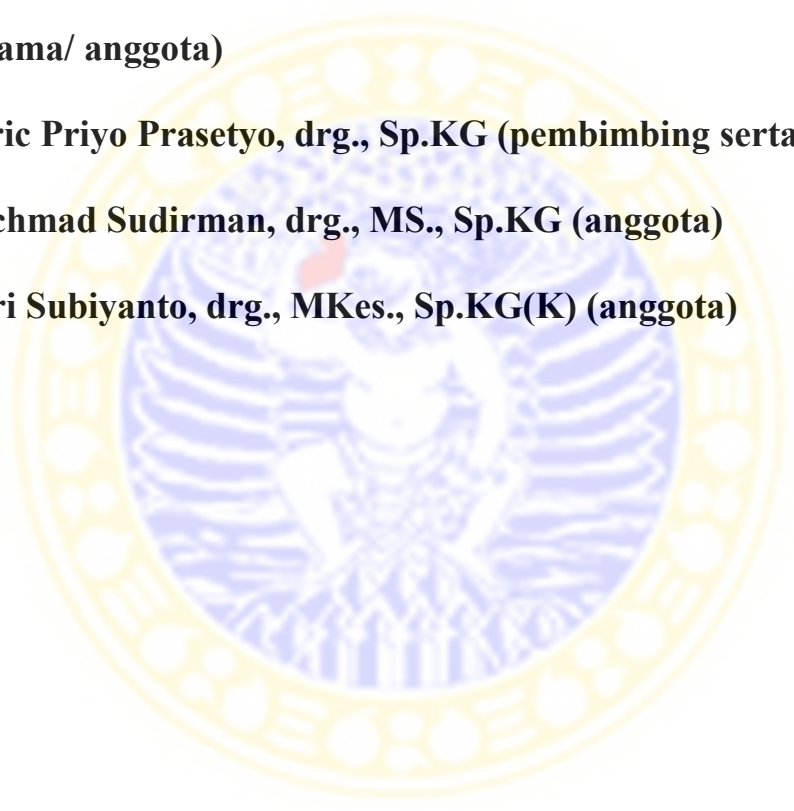 ama/ anggota)
ric Priyo Prasetyo, drg., Sp.KG (pembimbing serta
chmad Sudirman, drg., MS., Sp.KG (anggota)
ri Subiyanto, drg., MKes., Sp.KG(K) (anggota)